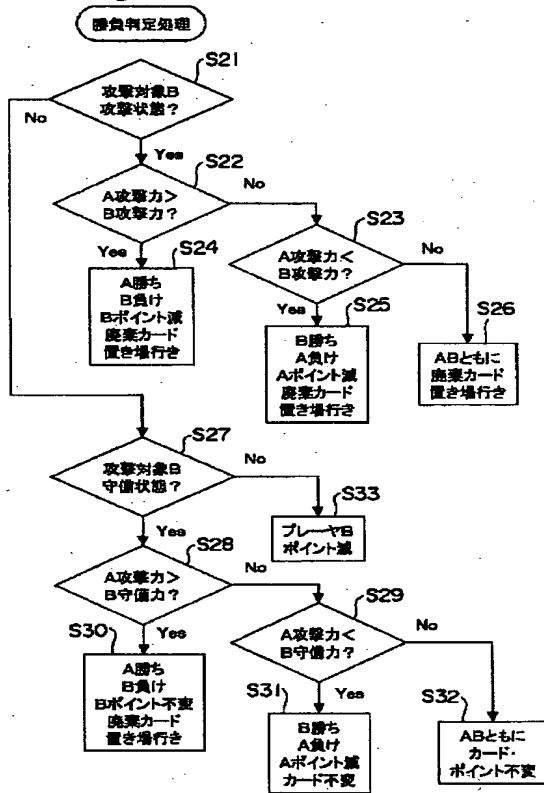 勝負判定処理
S21
攻撃対象B
攻撃状態?
No
Yes
S22
A攻撃力>
B攻撃力?
No
Yes
S23
A攻撃力<
B攻撃力?
No
Yes
S24
A勝ち
B負け
Bポイント減
廃棄カード
置き場行き
S25
B勝ち
A負け
Aポイント減
廃棄カード
置き場行き
S26
ABともに
廃棄カード
置き場行き
S27
攻撃対象B
守備状態?
No
Yes
S33
プレーヤB
ポイント減
S28
A攻撃力>
B守備力?
No
Yes
S29
A攻撃力<
B守備力?
No
Yes
S30
A勝ち
B負け
Bポイント不変
廃棄カード
置き場行き
S31
B勝ち
A負け
Aポイント減
カード不変
S32
ABともに
カード・
ポイント不変